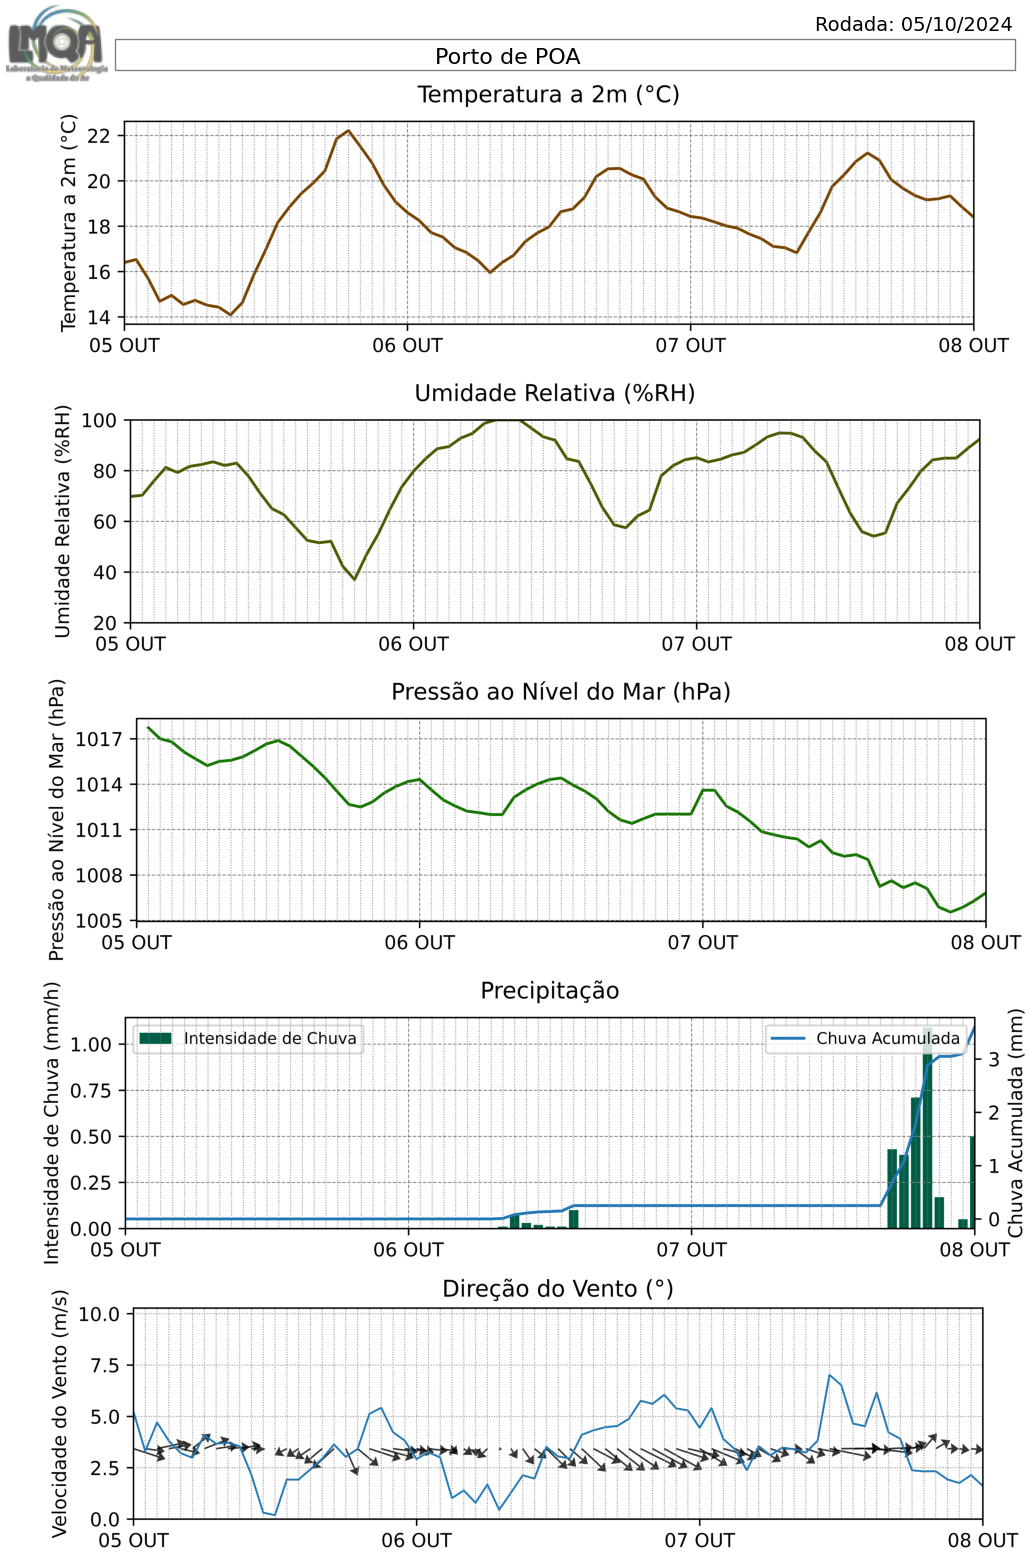 LMQA
Laboratório de Meteorologia
e Qualidade do Ar
Rodada: 05/10/2024
Porto de POA
Temperatura a 2m (°C)
Temperatura a 2m (°C)
22
20
18
16
14
05 OUT 06 OUT 07 OUT 08 OUT
Umidade Relativa (%RH)
Umidade Relativa (%RH)
100
80
60
40
20
05 OUT 06 OUT 07 OUT 08 OUT
Pressão ao Nível do Mar (hPa)
Pressão ao Nível do Mar (hPa)
1017
1014
1011
1008
1005
05 OUT 06 OUT 07 OUT 08 OUT
Precipitação
Intensidade de Chuva (mm/h)
Intensidade de Chuva
Chuva Acumulada
Chuva Acumulada (mm)
1.00
0.75
0.50
0.25
0.00
3
2
1
0
05 OUT 06 OUT 07 OUT 08 OUT
Direção do Vento (°)
Velocidade do Vento (m/s)
10.0
7.5
5.0
2.5
0.0
05 OUT 06 OUT 07 OUT 08 OUT